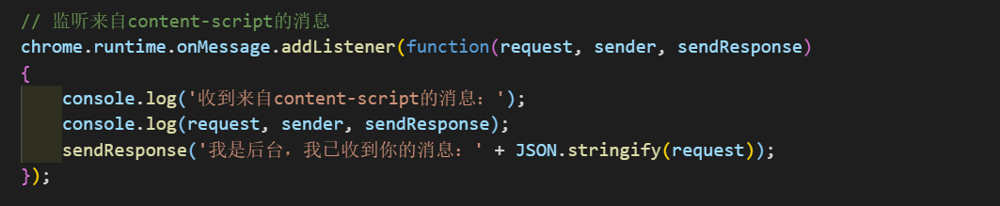 // 监听来自content-script的消息
chrome.runtime.onMessage.addListener(function(request, sender, sendResponse)
{
    console.log('收到来自content-script的消息：');
    console.log(request, sender, sendResponse);
    sendResponse('我是后台，我已收到你的消息：' + JSON.stringify(request));
});